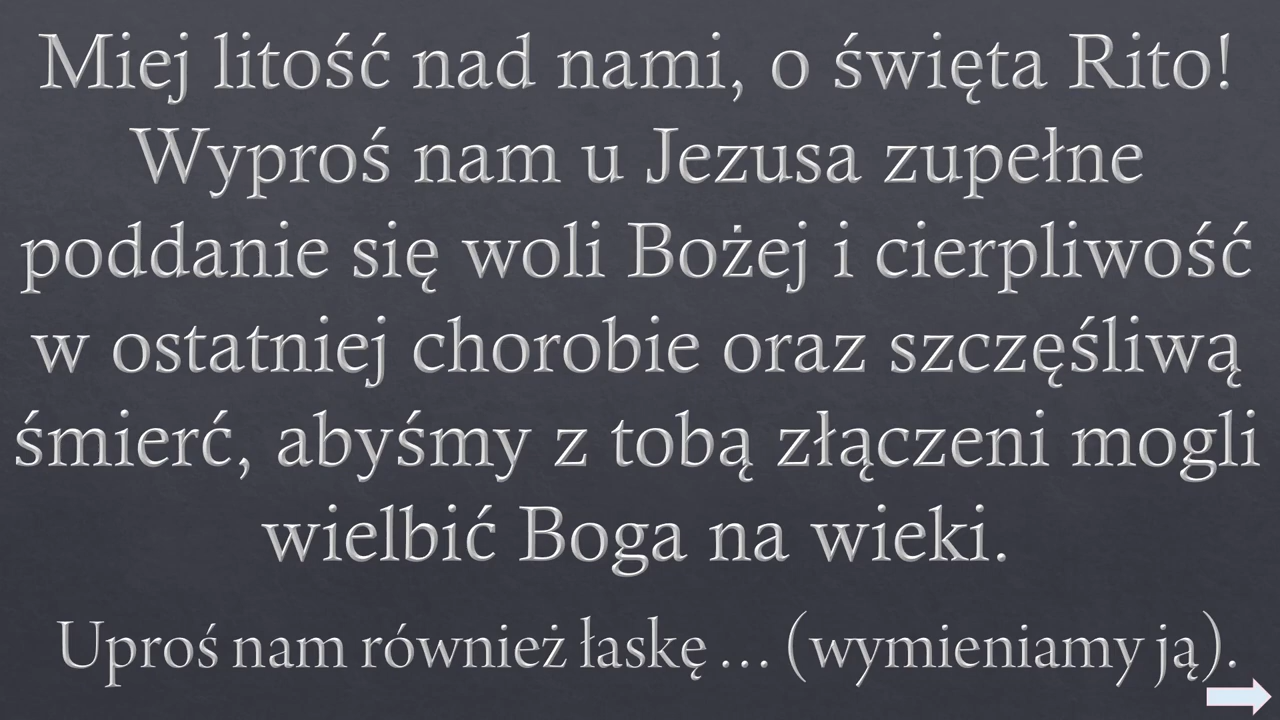 Miej litość nad nami, o święta Rito!
Wyproś nam u Jezusa zupełne
poddanie się woli Bożej i cierpliwość
w ostatniej chorobie oraz szczęśliwą
śmierć, abyśmy z tobą złączeni mogli
wielbić Boga na wieki.
Uproś nam również łaskę … (wymieniamy ją).